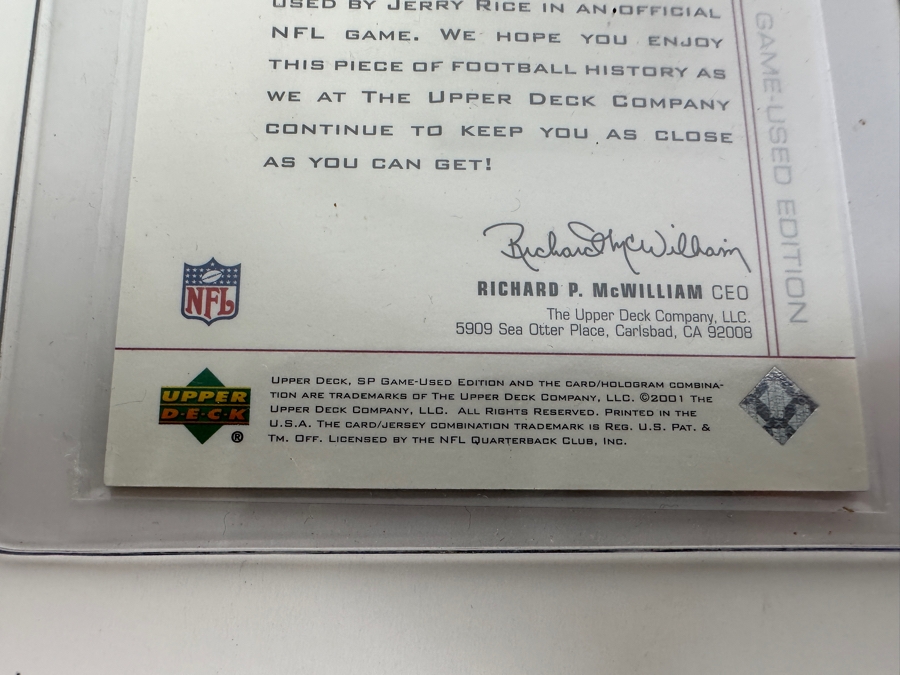 USED BY JERRY RICE IN AN OFFICIAL
NFL GAME. WE HOPE YOU ENJOY
THIS PIECE OF FOOTBALL HISTORY AS
WE AT THE UPPER DECK COMPANY
CONTINUE TO KEEP YOU AS CLOSE
AS YOU CAN GET!
GAME-USED EDITION
Richard McWilliam
RICHARD P. McWILLIAM CEO
The Upper Deck Company, LLC.
5909 Sea Otter Place, Carlsbad, CA 92008
NFL
UPPER
D·E·C·K
®
UPPER DECK, SP GAME-USED EDITION AND THE CARD/HOLOGRAM COMBINA-
TION ARE TRADEMARKS OF THE UPPER DECK COMPANY, LLC. ©2001 THE
UPPER DECK COMPANY, LLC. ALL RIGHTS RESERVED. PRINTED IN THE
U.S.A. THE CARD/JERSEY COMBINATION TRADEMARK IS REG. U.S. PAT. &
TM. OFF. LICENSED BY THE NFL QUARTERBACK CLUB, INC.